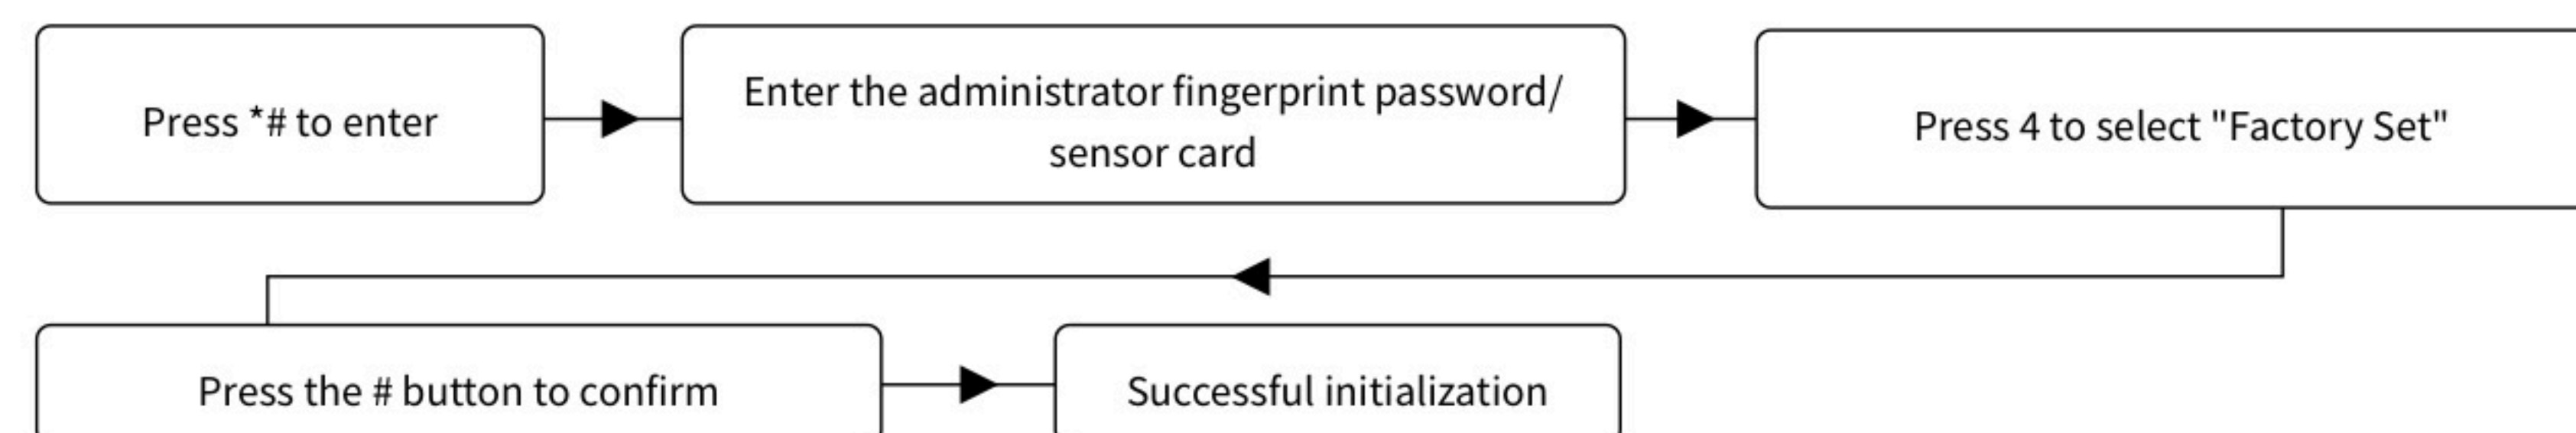 Press *# to enter
Enter the administrator fingerprint password/
sensor card
Press 4 to select "Factory Set"
Press the # button to confirm
Successful initialization